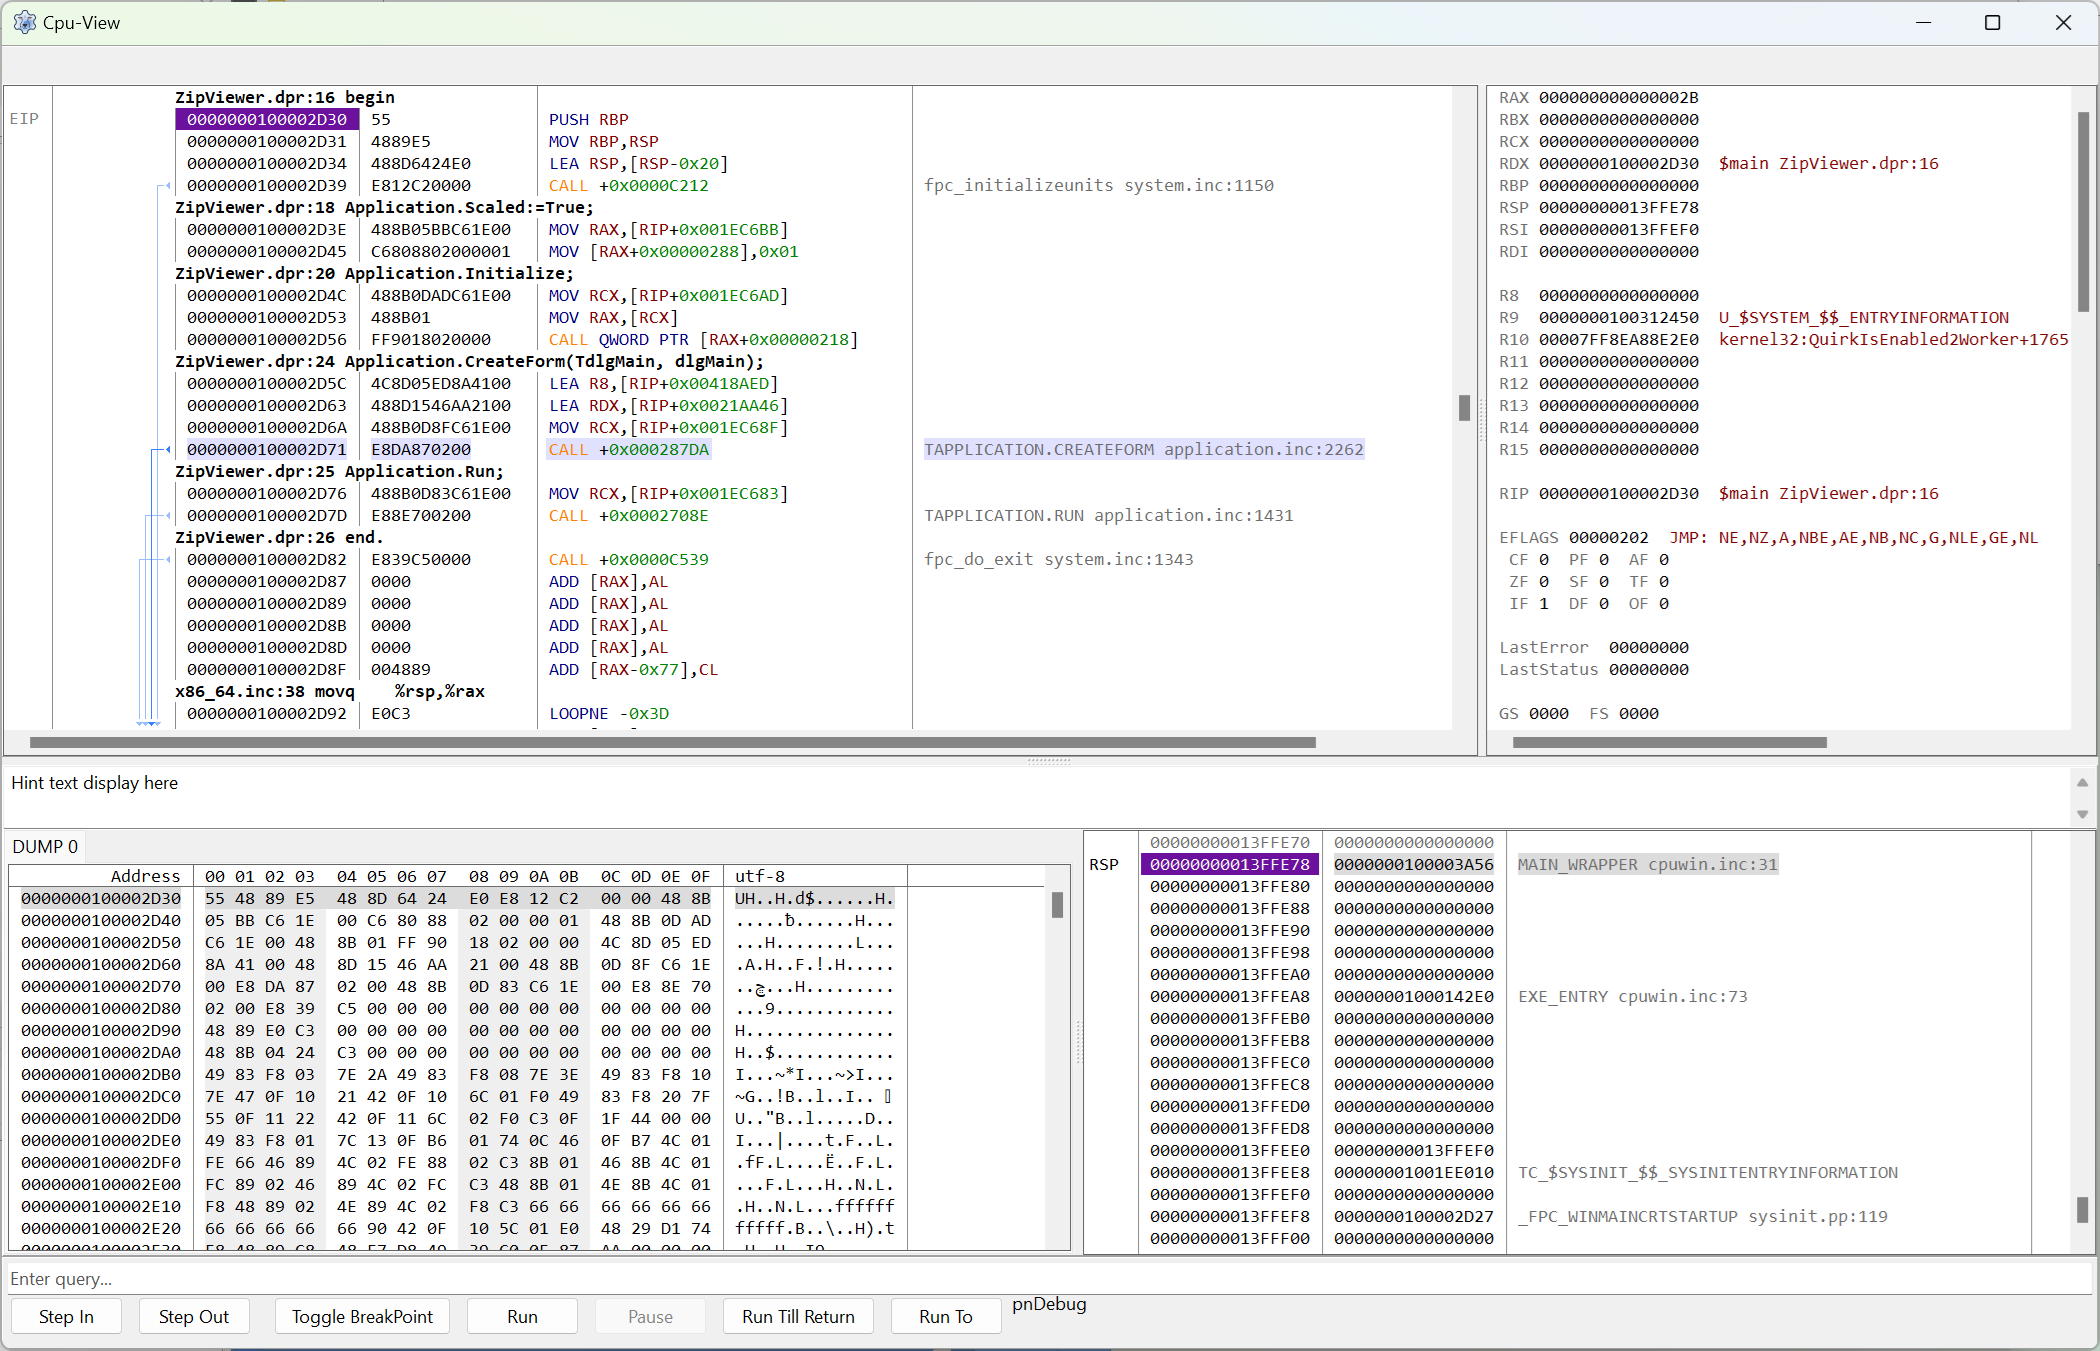 Cpu-View
ZipViewer.dpr:16 begin
EIP 0000000100002D30 55 PUSH RBP
0000000100002D31 4889E5 MOV RBP,RSP
0000000100002D34 488D6424E0 LEA RSP,[RSP-0x20]
0000000100002D39 E812C20000 CALL +0x0000C212 fpc_initializeunits system.inc:1150
ZipViewer.dpr:18 Application.Scaled:=True;
0000000100002D3E 488B05BBC61E00 MOV RAX,[RIP+0x001EC6BB]
0000000100002D45 C6808802000001 MOV [RAX+0x00000288],0x01
ZipViewer.dpr:20 Application.Initialize;
0000000100002D4C 488B0DADC61E00 MOV RCX,[RIP+0x001EC6AD]
0000000100002D53 488B01 MOV RAX,[RCX]
0000000100002D56 FF9018020000 CALL QWORD PTR [RAX+0x00000218]
ZipViewer.dpr:24 Application.CreateForm(TdlgMain, dlgMain);
0000000100002D5C 4C8D05ED8A4100 LEA R8,[RIP+0x00418AED]
0000000100002D63 488D1546AA2100 LEA RDX,[RIP+0x0021AA46]
0000000100002D6A 488B0D8FC61E00 MOV RCX,[RIP+0x001EC68F]
0000000100002D71 E8DA870200 CALL +0x000287DA TAPPLICATION.CREATEFORM application.inc:2262
ZipViewer.dpr:25 Application.Run;
0000000100002D76 488B0D83C61E00 MOV RCX,[RIP+0x001EC683]
0000000100002D7D E88E700200 CALL +0x0002708E TAPPLICATION.RUN application.inc:1431
ZipViewer.dpr:26 end.
0000000100002D82 E839C50000 CALL +0x0000C539 fpc_do_exit system.inc:1343
0000000100002D87 0000 ADD [RAX],AL
0000000100002D89 0000 ADD [RAX],AL
0000000100002D8B 0000 ADD [RAX],AL
0000000100002D8D 0000 ADD [RAX],AL
0000000100002D8F 004889 ADD [RAX-0x77],CL
x86_64.inc:38 movq %rsp,%rax
0000000100002D92 E0C3 LOOPNE -0x3D
RAX 000000000000002B
RBX 0000000000000000
RCX 0000000000000000
RDX 0000000100002D30 $main ZipViewer.dpr:16
RBP 0000000000000000
RSP 00000000013FFE78
RSI 00000000013FFEF0
RDI 0000000000000000
R8 0000000000000000
R9 0000000100312450 U_$SYSTEM_$$_ENTRYINFORMATION
R10 00007FF8EA88E2E0 kernel32:QuirkIsEnabled2Worker+1765
R11 0000000000000000
R12 0000000000000000
R13 0000000000000000
R14 0000000000000000
R15 0000000000000000
RIP 0000000100002D30 $main ZipViewer.dpr:16
EFLAGS 00000202 JMP: NE,NZ,A,NBE,AE,NB,NC,G,NLE,GE,NL
CF 0 PF 0 AF 0
ZF 0 SF 0 TF 0
IF 1 DF 0 OF 0
LastError 00000000
LastStatus 00000000
GS 0000 FS 0000
Hint text display here
DUMP 0
Address 00 01 02 03 04 05 06 07 08 09 0A 0B 0C 0D 0E 0F utf-8
0000000100002D30 55 48 89 E5 48 8D 64 24 E0 E8 12 C2 00 00 48 8B UH..H.d$......H.
0000000100002D40 05 BB C6 1E 00 C6 80 88 02 00 00 01 48 8B 0D AD .....ƀ......H...
0000000100002D50 C6 1E 00 48 8B 01 FF 90 18 02 00 00 4C 8D 05 ED ...H........L...
0000000100002D60 8A 41 00 48 8D 15 46 AA 21 00 48 8B 0D 8F C6 1E .A.H..F.!.H.....
0000000100002D70 00 E8 DA 87 02 00 48 8B 0D 83 C6 1E 00 E8 8E 70 ..ڇ...H.........
0000000100002D80 02 00 E8 39 C5 00 00 00 00 00 00 00 00 00 00 00 ...9............
0000000100002D90 48 89 E0 C3 00 00 00 00 00 00 00 00 00 00 00 00 H...............
0000000100002DA0 48 8B 04 24 C3 00 00 00 00 00 00 00 00 00 00 00 H..$............
0000000100002DB0 49 83 F8 03 7E 2A 49 83 F8 08 7E 3E 49 83 F8 10 I...~*I...~>I...
0000000100002DC0 7E 47 0F 10 21 42 0F 10 6C 01 F0 49 83 F8 20 7F ~G..!B..l..I..
0000000100002DD0 55 0F 11 22 42 0F 11 6C 02 F0 C3 0F 1F 44 00 00 U.."B..l.....D..
0000000100002DE0 49 83 F8 01 7C 13 0F B6 01 74 0C 46 0F B7 4C 01 I...|....t.F..L.
0000000100002DF0 FE 66 46 89 4C 02 FE 88 02 C3 8B 01 46 8B 4C 01 .fF.L....Ë..F.L.
0000000100002E00 FC 89 02 46 89 4C 02 FC C3 48 8B 01 4E 8B 4C 01 ...F.L...H..N.L.
0000000100002E10 F8 48 89 02 4E 89 4C 02 F8 C3 66 66 66 66 66 66 .H..N.L...ffffff
0000000100002E20 66 66 66 66 66 90 42 0F 10 5C 01 E0 48 29 D1 74 fffff.B..\..H).t
00000000013FFE70 0000000000000000
RSP 00000000013FFE78 0000000100003A56 MAIN_WRAPPER cpuwin.inc:31
00000000013FFE80 0000000000000000
00000000013FFE88 0000000000000000
00000000013FFE90 0000000000000000
00000000013FFE98 0000000000000000
00000000013FFEA0 0000000000000000
00000000013FFEA8 00000001000142E0 EXE_ENTRY cpuwin.inc:73
00000000013FFEB0 0000000000000000
00000000013FFEB8 0000000000000000
00000000013FFEC0 0000000000000000
00000000013FFEC8 0000000000000000
00000000013FFED0 0000000000000000
00000000013FFED8 0000000000000000
00000000013FFEE0 00000000013FFEF0
00000000013FFEE8 00000001001EE010 TC_$SYSINIT_$$_SYSINITENTRYINFORMATION
00000000013FFEF0 0000000000000000
00000000013FFEF8 0000000100002D27 _FPC_WINMAINCRTSTARTUP sysinit.pp:119
00000000013FFF00 0000000000000000
Enter query...
Step In Step Out Toggle BreakPoint Run Pause Run Till Return Run To pnDebug